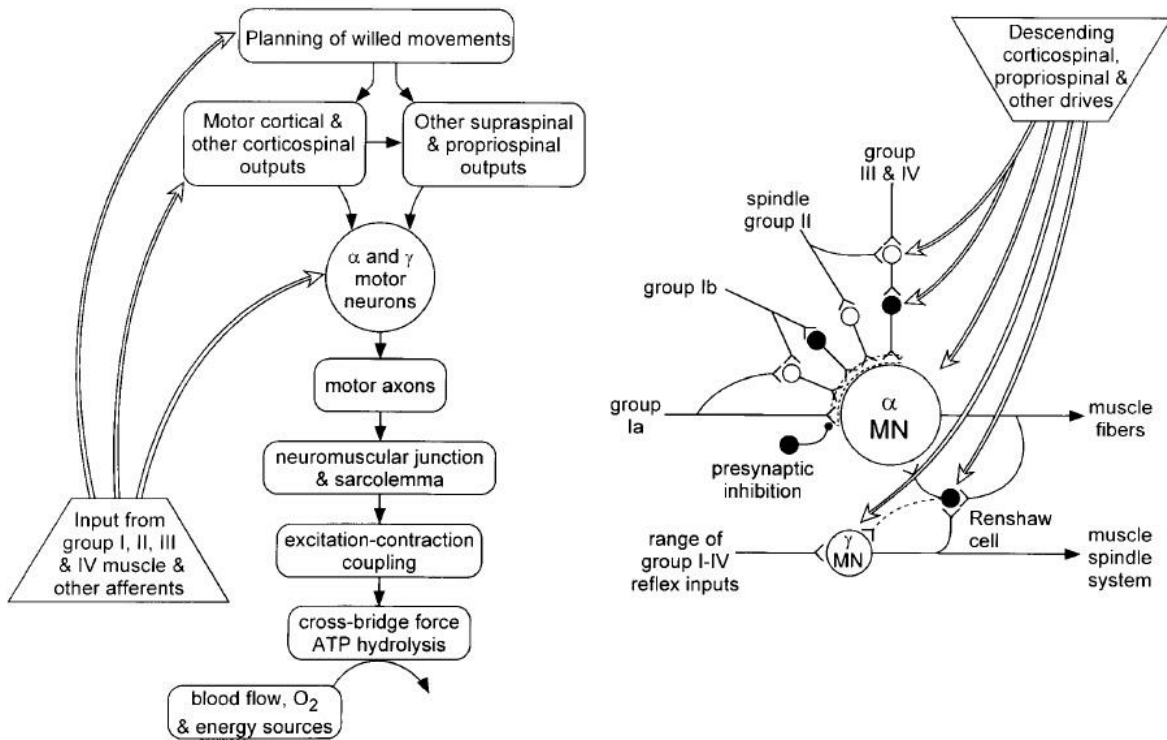 Planning of willed movements
Motor cortical &
other corticospinal
outputs
Other supraspinal
& propriospinal
outputs
α and γ
motor
neurons
motor axons
neuromuscular junction
& sarcolemma
excitation-contraction
coupling
cross-bridge force
ATP hydrolysis
blood flow, O₂
& energy sources
Input from
group I, II, III
& IV muscle &
other afferents
Descending
corticospinal,
propriospinal &
other drives
group
III & IV
spindle
group II
group Ib
group
Ia
α
MN
muscle
fibers
presynaptic
inhibition
Renshaw
cell
range of
group I-IV
reflex inputs
γ
MN
muscle
spindle
system